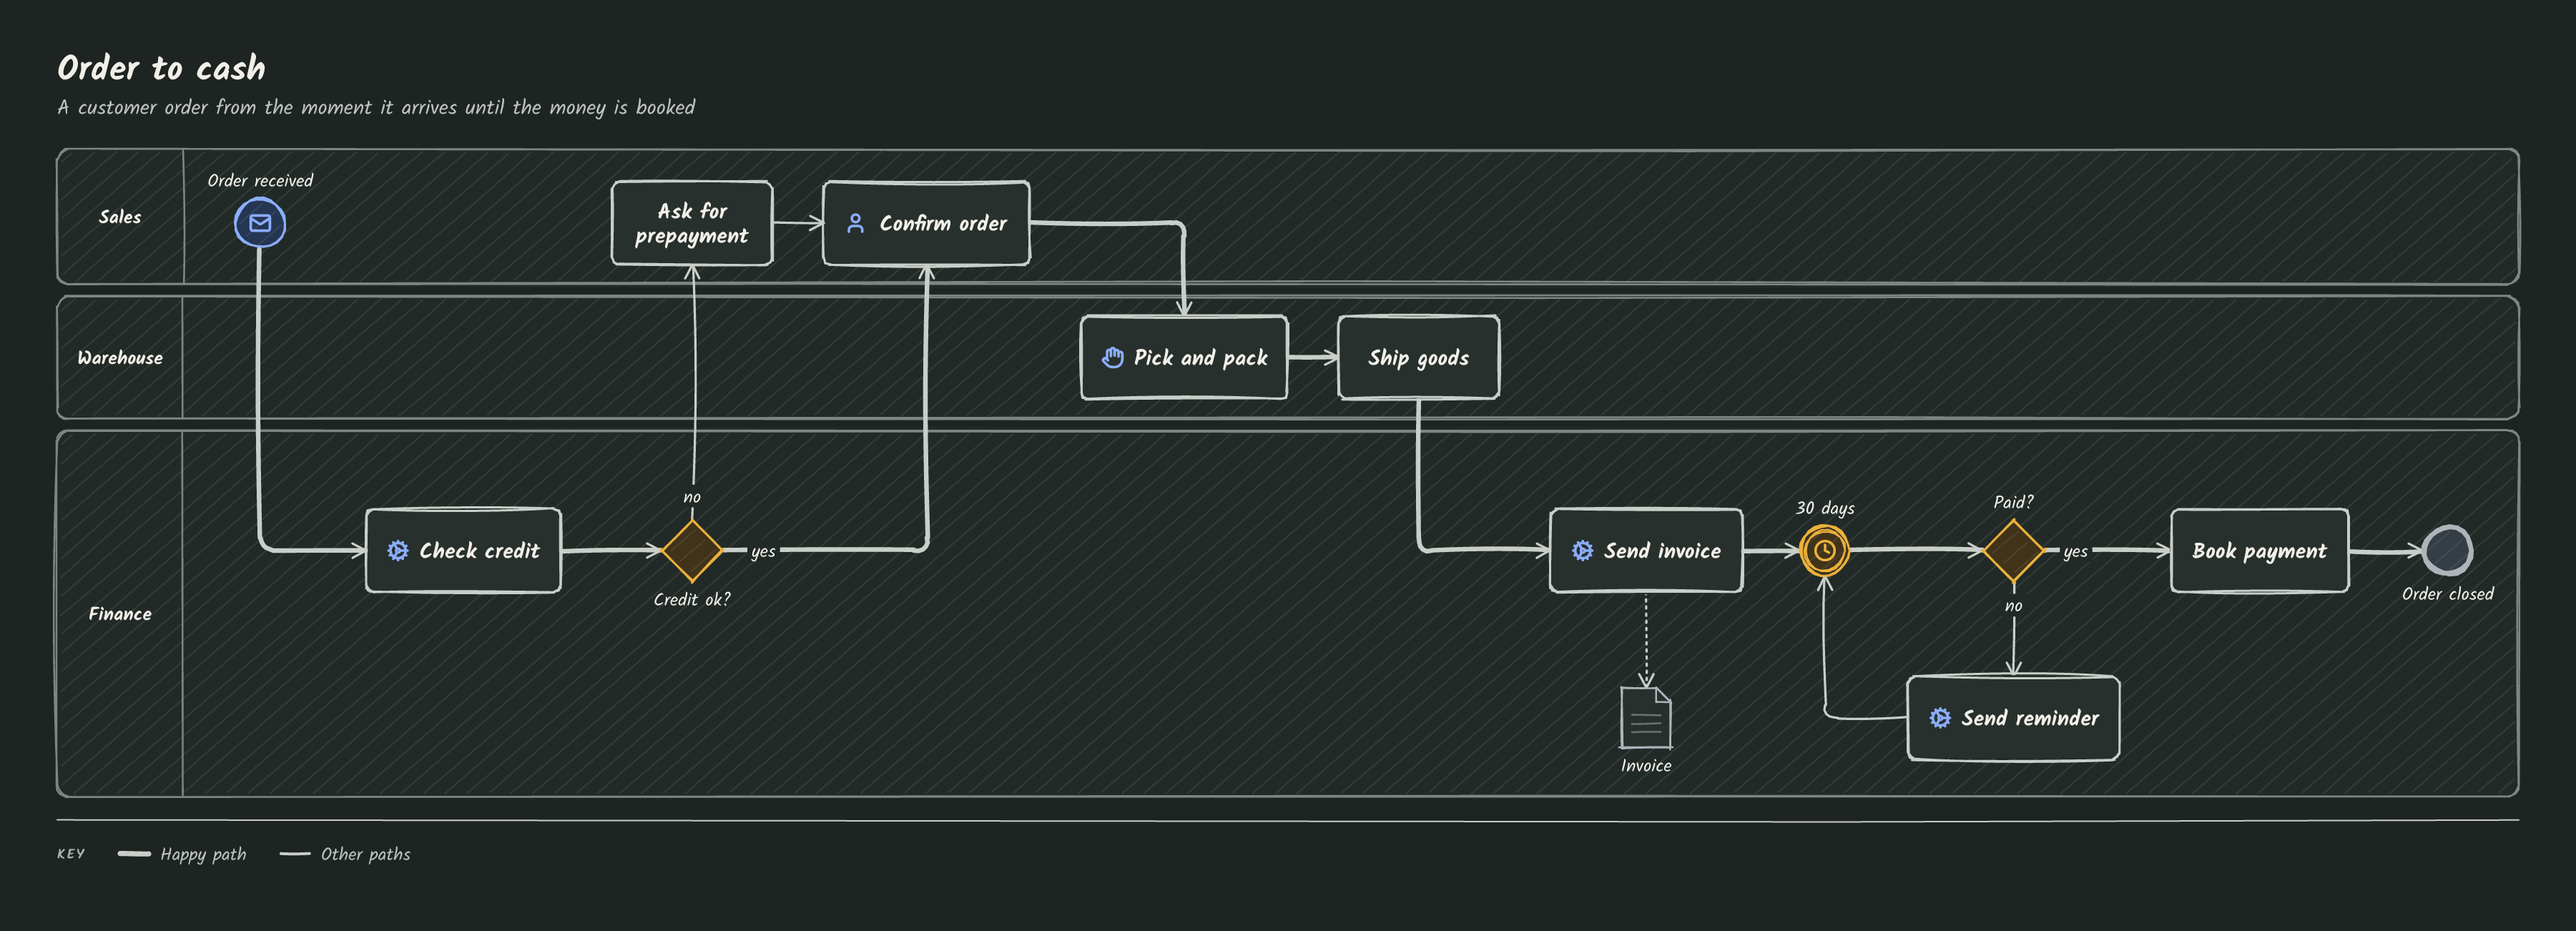 Order to cash
A customer order from the moment it arrives until the money is booked
Sales
Order received
Ask for
prepayment
Confirm order
Warehouse
Pick and pack
Ship goods
Finance
Check credit
no
Credit ok?
yes
Send invoice
Invoice
30 days
Paid?
yes
no
Send reminder
Book payment
Order closed
KEY
Happy path
Other paths